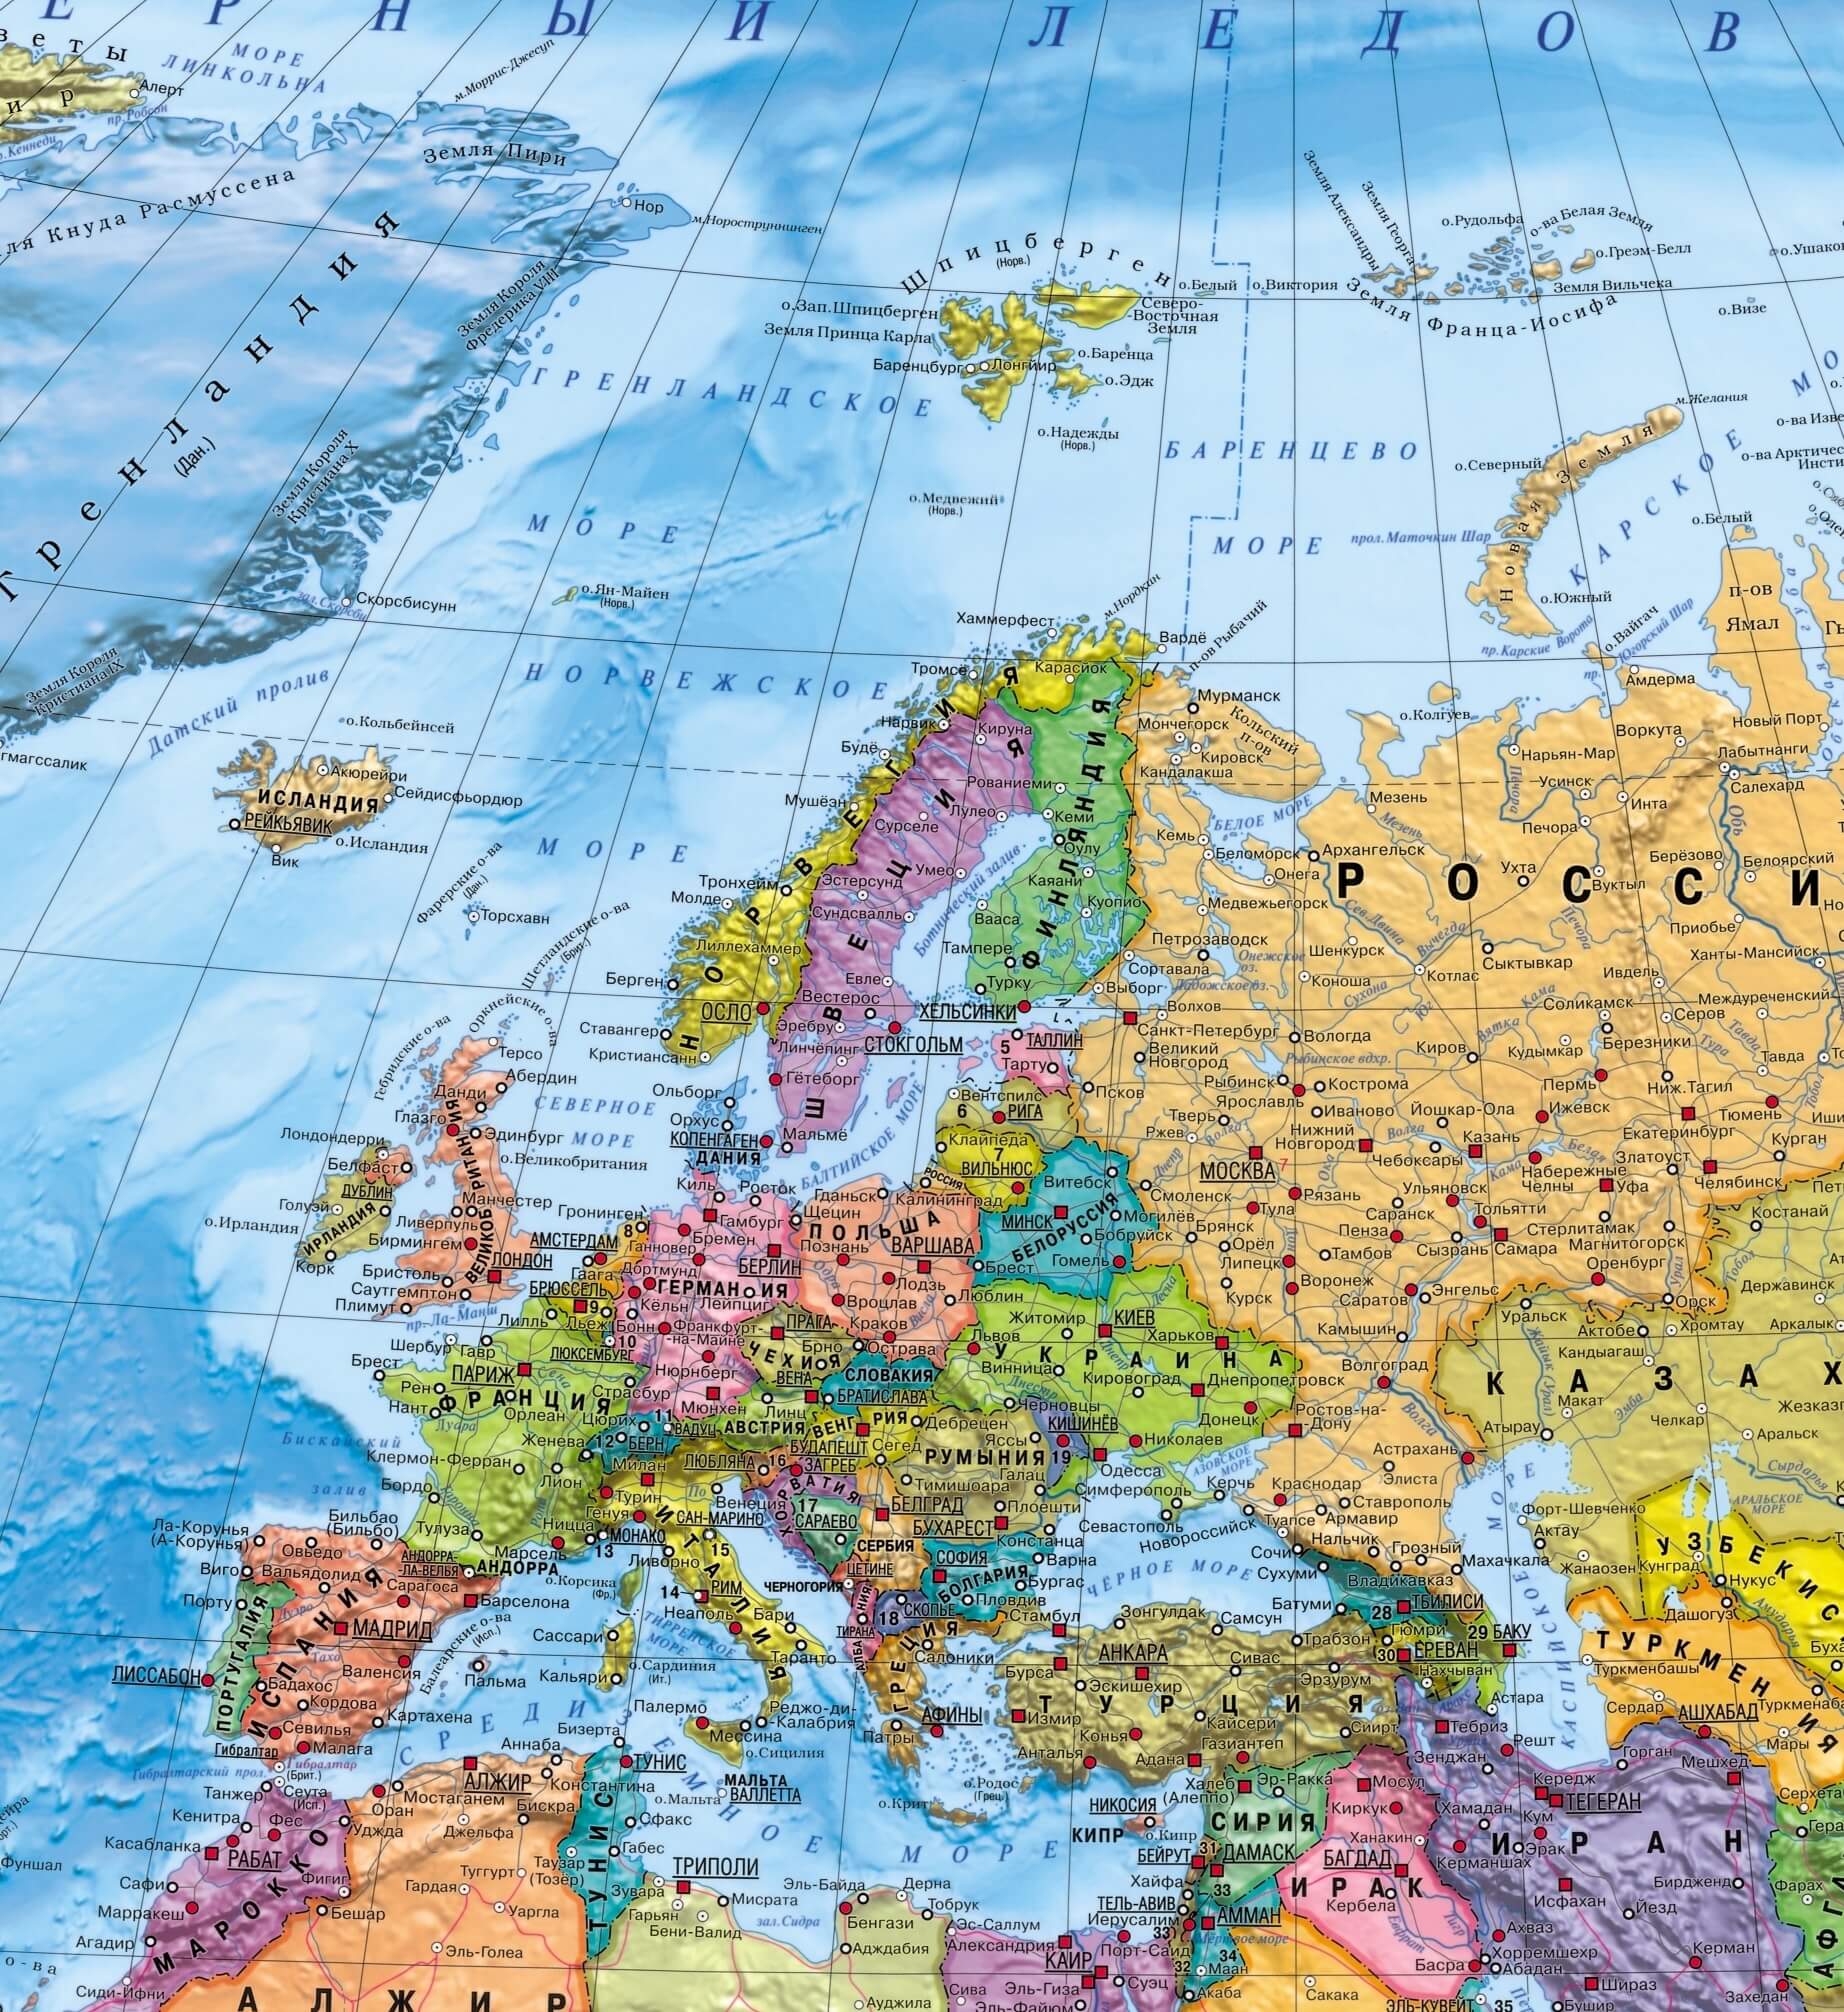 Е Р Н Ы Й Л Е Д О В
в е т ы
МОРЕ
ЛИНКОЛЬНА
м.Моррис-Джесуп
Алерт
пр.Робсон
Кеннеди
Земля Пири
ля Кнуда Расмуссена
Нор
м.Норострунинген
Гренландия
(Дан.)
Земля Короля
Фредерика VIII
Земля Короля
Кристиана X
Земля Короля
Кристиана IX
Скорсбисунн
зал.Скорсби
гмагссалик
Датский пролив
Шпицберген
(Норв.)
о.Зап.Шпицберген
Земля Принца Карла
Баренцбург
Лонгйир
Северо-
-Восточная
Земля
о.Баренца
о.Эдж
о.Надежды
(Норв.)
о.Медвежий
(Норв.)
о.Белый
о.Виктория
Земля Александры
Земля Георга
о.Рудольфа
о-ва Белая Земля
о.Грэм-Белл
Земля Вильчека
Земля Франца-Иосифа
о.Ушакова
о.Визе
ГРЕНЛАНДСКОЕ
МОРЕ
БАРЕНЦЕВО
МОРЕ
КАРСКОЕ
МО
м.Желания
о.Северный
Новая Земля
прол.Маточкин Шар
о.Южный
пр.Карские Ворота
о.Вайгач
Югорский Шар
о-ва Арктичес
Инсти
о.Белый
п-ов
Ямал
о.Ян-Майен
(Норв.)
НОРВЕЖСКОЕ
МОРЕ
Хаммерфест
м.Нордкап
Вардё
п-ов Рыбачий
Тромсё
Карасйок
Нарвик
Кируна
Будё
Мушёэн
Рованиеми
Лулео
Кеми
Сурселе
Оулу
Умео
Каяани
Тронхейм
Молде
Эстерсунд
Сундсвалль
Вааса
Куопио
Ботнический залив
Лиллехаммер
Тампере
Берген
Евле
Турку
ОСЛО
Вестерос
ХЕЛЬСИНКИ
Ставангер
Эребру
СТОКГОЛЬМ
Кристиансанн
Линчёпинг
Гётеборг
НОРВЕГИЯ
ШВЕЦИЯ
ФИНЛЯНДИЯ
о.Кольбейнсей
Акюрейри
ИСЛАНДИЯ
Сейдисфьордюр
РЕЙКЬЯВИК
о.Исландия
Вик
Фарерские о-ва
(Дан.)
Торсхавн
Шетландские о-ва
(Бриг.)
Оркнейские о-ва
Гебридские о-ва
Терсо
Абердин
Данди
Глазго
Эдинбург
Лондондерри
Белфаст
ДУБЛИН
Голуэй
ИРЛАНДИЯ
о.Ирландия
Корк
о.Великобритания
ВЕЛИКОБРИТАНИЯ
Манчестер
Ливерпуль
Бирмингем
ЛОНДОН
Бристоль
Саутгемптон
Плимут
пр.Ла-Манш
СЕВЕРНОЕ
МОРЕ
Ольборг
Орхус
КОПЕНГАГЕН
ДАНИЯ
Мальмё
БАЛТИЙСКОЕ МОРЕ
5
ТАЛЛИН
Тарту
Вентспилс
6
РИГА
Клайпеда
7
ВИЛЬНЮС
РОССИЯ
Калининград
Мурманск
Мончегорск
Кольский
п-ов
Кировск
Кандалакша
о.Колгуев
Амдерма
Воркута
Новый Порт
Нарьян-Мар
Лабытнанги
Усинск
Салехард
Инта
Мезень
Печора
БЕЛОЕ МОРЕ
Кемь
Беломорск
Архангельск
Онега
Ухта
Вуктыл
Берёзово
Белоярский
РОССИ
Медвежьегорск
Приобье
Петрозаводск
Шенкурск
Сев.Двина
Вычегда
Сыктывкар
Ханты-Мансийск
Сортавала
Онежское
оз.
Ладожское оз.
Коноша
Котлас
Ивдель
Выборг
Волхов
Сухона
Юг
Кама
Соликамск
Междуреченский
Санкт-Петербург
Вологда
Вятка
Серов
Великий
Новгород
Рыбинское вдхр.
Киров
Кудымкар
Березники
Тавда
Тура
Тавда
Псков
Рыбинск
Кострома
Пермь
Ниж.Тагил
Ярославль
Тверь
Иваново
Йошкар-Ола
Ижевск
Тюмень
Ржев
Волга
Нижний
Новгород
Волга
Казань
Екатеринбург
Курган
Чебоксары
Кама
Белая
Златоуст
МОСКВА
Набережные
Челны
Уфа
Челябинск
Днепр
Витебск
Смоленск
Рязань
Ока
Ульяновск
Тула
Саранск
Тольятти
Костанай
Могилёв
Брянск
Пенза
Стерлитамак
Магнитогорск
МИНСК
БЕЛОРУССИЯ
Бобруйск
Орёл
Тамбов
Сызрань
Самара
Брест
Гомель
Липецк
Оренбург
Тобол
Воронеж
Саратов
Энгельс
Орск
Державинск
Курск
Уральск
Камышин
Актобе
Хромтау
Аркалык
Кандыагаш
Волгоград
КАЗАХ
Макат
Эмба
Челкар
Жезказг
Атырау
Аральск
Астрахань
Сырдарья
Элиста
Волга
Гронинген
8
АМСТЕРДАМ
Гаага
БРЮССЕЛЬ
9
Льеж
Лилль
10
ЛЮКСЕМБУРГ
Киль
Росток
Гамбург
Бремен
Ганновер
БЕРЛИН
Дортмунд
ГЕРМАНИЯ
Кёльн
Лейпциг
Бонн
Франкфурт-
-на-Майне
Нюрнберг
Мюнхен
Гданьск
Щецин
ПОЛЬША
Познань
ВАРШАВА
Лодзь
Вроцлав
Люблин
Краков
Висла
ПРАГА
ЧЕХИЯ
Брно
Острава
ВЕНА
СЛОВАКИЯ
БРАТИСЛАВА
Линц
АВСТРИЯ
ВЕНГРИЯ
БУДАПЕШТ
Дебрецен
Сегед
Житомир
КИЕВ
Харьков
Десна
Львов
УКРАИНА
Винница
Днепр
Кировоград
Днепропетровск
Днестр
Черновцы
Донецк
Ростов-на-
-Дону
КИШИНЁВ
19
Николаев
Одесса
АЗОВСКОЕ
МОРЕ
Симферополь
Керчь
Севастополь
Краснодар
Ставрополь
Новороссийск
Туапсе
Армавир
Сочи
Нальчик
Грозный
Сухуми
Владикавказ
Махачкала
Батуми
28
ТБИЛИСИ
Гюмри
29
БАКУ
30
ЕРЕВАН
Нахчыван
ЧЁРНОЕ МОРЕ
КАСПИЙСКОЕ МОРЕ
Форт-Шевченко
Актау
Жанаозен
АРАЛЬСКОЕ
МОРЕ
УЗБЕКИС
Кунград
Нукус
Дашогуз
Амударья
ТУРКМЕНИЯ
Туркменбашы
Сердар
АШХАБАД
Туркменаба
Мары
Шербур
Гавр
Брест
ПАРИЖ
Сена
Рен
ФРАНЦИЯ
Страсбур
Нант
Орлеан
Луара
Цюрих
11
ВАДУЦ
Женева
12
БЕРН
Бискайский
залив
Клермон-Ферран
Лион
Бордо
Гаронна
Рона
Тулуза
Ницца
Марсель
МОНАКО
13
Милан
Турин
По
Генуя
Венеция
САН-МАРИНО
15
Ливорно
ИТАЛИЯ
14
РИМ
Неаполь
Бари
Таранто
о.Корсика
(Фр.)
ТИРРЕНСКОЕ
МОРЕ
Сассари
о.Сардиния
(Ит.)
Кальяри
Палермо
Мессина
Реджо-ди-
-Калабрия
о.Сицилия
ЛЮБЛЯНА
16
ЗАГРЕБ
ХОРВАТИЯ
17
САРАЕВО
БЕЛГРАД
СЕРБИЯ
ЦЕТИНЕ
ЧЕРНОГОРИЯ
18
СКОПЬЕ
ТИРАНА
АЛБАНИЯ
РУМЫНИЯ
Яссы
Галац
Тимишоара
Плоешти
БУХАРЕСТ
Констанца
СОФИЯ
БОЛГАРИЯ
Варна
Бургас
Пловдив
ГРЕЦИЯ
Салоники
АФИНЫ
Патры
о.Крит
о.Родос
(Грец.)
Ла-Корунья
(А-Корунья)
Бильбао
(Бильбо)
Овьедо
Виго
Вальядолид
АНДОРРА-
-ЛА-ВЕЛЬЯ
АНДОРРА
Сарагоса
Порту
Дуэро
Барселона
МАДРИД
ИСПАНИЯ
ПОРТУГАЛИЯ
ЛИССАБОН
Тахо
Валенсия
Балеарские о-ва
(Исп.)
Пальма
Бадахос
Кордова
Картахена
Севилья
Малага
Гибралтар
Гибралтарский прол.
Гибралтар
(Брит.)
Танжер
Сеута
(Исп.)
СРЕДИЗЕМНОЕ МОРЕ
Стамбул
Зонгулдак
Самсун
Трабзон
Бурса
АНКАРА
Сивас
Эрзурум
Эскишехир
ТУРЦИЯ
Измир
Конья
Кайсери
Сиирт
Газиантеп
Анталья
Адана
НИКОСИЯ
КИПР
о.Кипр
Астара
Тебриз
Решт
Зенджан
Горган
Мешхед
Кередж
ТЕГЕРАН
Кум
Хамадан
ИРАН
Эрак
Керманшах
Исфахан
Йезд
Бирдженд
Ахваз
Хорремшехр
Абадан
Керман
Шираз
Захедан
Бушир
Серхета
Гера
Фарах
АФГА
Халеб
(Алеппо)
Эр-Ракка
СИРИЯ
31
БЕЙРУТ
ДАМАСК
Хайфа
33
ТЕЛЬ-АВИВ
Иерусалим
33
АММАН
Мёртвое море
34
32
Маан
Акаба
Мосул
Киркук
Ханакин
БАГДАД
ИРАК
Кербела
Евфрат
Тигр
Басра
ЭЛЬ-КУВЕЙТ
35
Сакака
Бизерта
ТУНИС
Аннаба
АЛЖИР
Константина
Мостаганем
Оран
Бискра
Сфакс
МАЛЬТА
о.Мальта
ВАЛЛЕТТА
Кенитра
Фес
Уджда
Джельфа
Касабланка
РАБАТ
Таузар
(Тозёр)
Габес
ТУНИС
ТРИПОЛИ
Фуншал
Сафи
Фигиг
Туггурт
Гардая
Зувара
Мисрата
Марракеш
Бешар
Уаргла
Гарьян
Бени-Валид
Агадир
МАРОККО
Эль-Голеа
Сиди-Ифни
АЛЖИР
Эль-Байда
Дерна
Тобрук
зал.Сидра
Бенгази
Эс-Саллум
Адждабия
Ауджила
Александрия
КАИР
Порт-Саид
Сива
Эль-Гиза
Суэц
Эль-Файюм